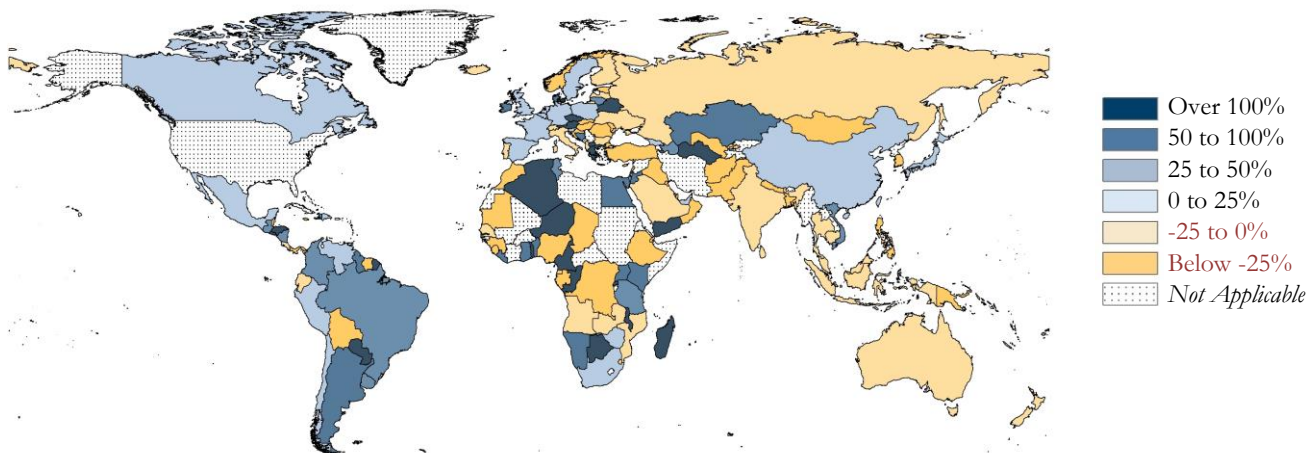 Over 100%
50 to 100%
25 to 50%
0 to 25%
-25 to 0%
Below -25%
Not Applicable